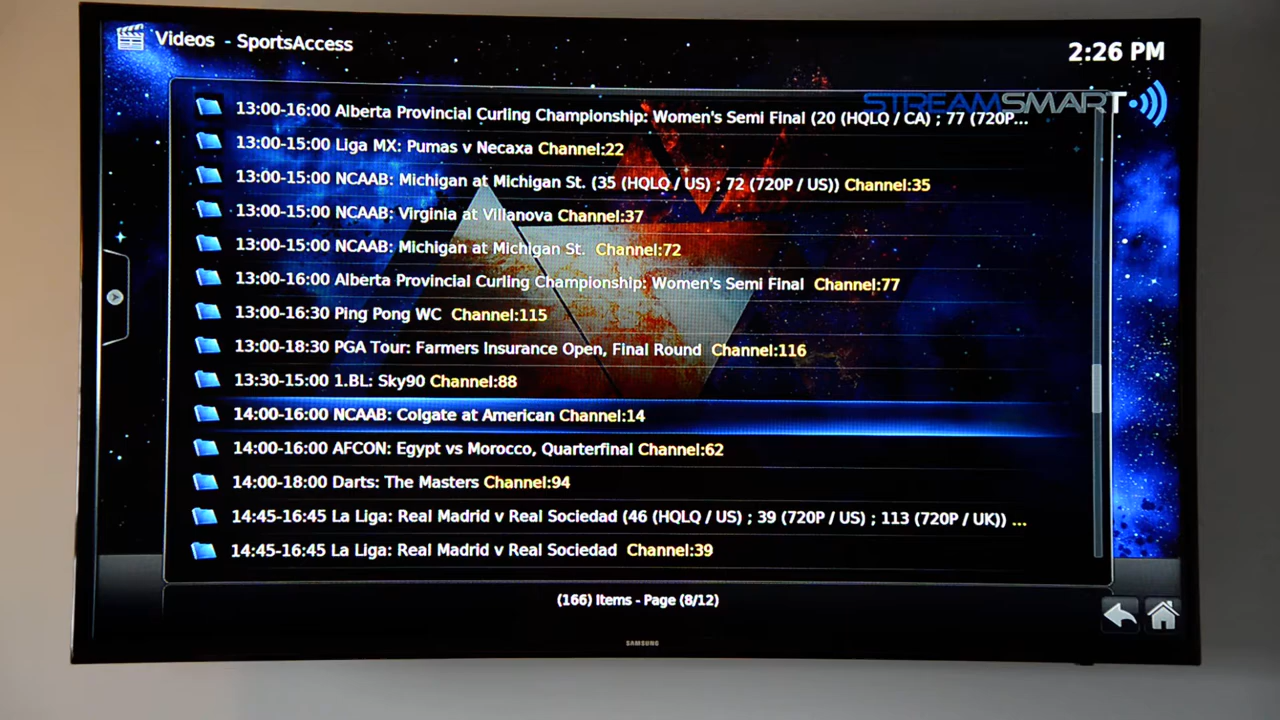 Videos - SportsAccess
2:26 PM
STREAMSMART
13:00-16:00 Alberta Provincial Curling Championship: Women's Semi Final (20 (HQLQ / CA) ; 77 (720P...
13:00-15:00 Liga MX: Pumas v Necaxa Channel:22
13:00-15:00 NCAAB: Michigan at Michigan St. (35 (HQLQ / US) ; 72 (720P / US)) Channel:35
13:00-15:00 NCAAB: Virginia at Villanova Channel:37
13:00-15:00 NCAAB: Michigan at Michigan St. Channel:72
13:00-16:00 Alberta Provincial Curling Championship: Women's Semi Final Channel:77
13:00-16:30 Ping Pong WC Channel:115
13:00-18:30 PGA Tour: Farmers Insurance Open, Final Round Channel:116
13:30-15:00 1.BL: Sky90 Channel:88
14:00-16:00 NCAAB: Colgate at American Channel:14
14:00-16:00 AFCON: Egypt vs Morocco, Quarterfinal Channel:62
14:00-18:00 Darts: The Masters Channel:94
14:45-16:45 La Liga: Real Madrid v Real Sociedad (46 (HQLQ / US) ; 39 (720P / US) ; 113 (720P / UK)) ...
14:45-16:45 La Liga: Real Madrid v Real Sociedad Channel:39
(166) Items - Page (8/12)
SAMSUNG